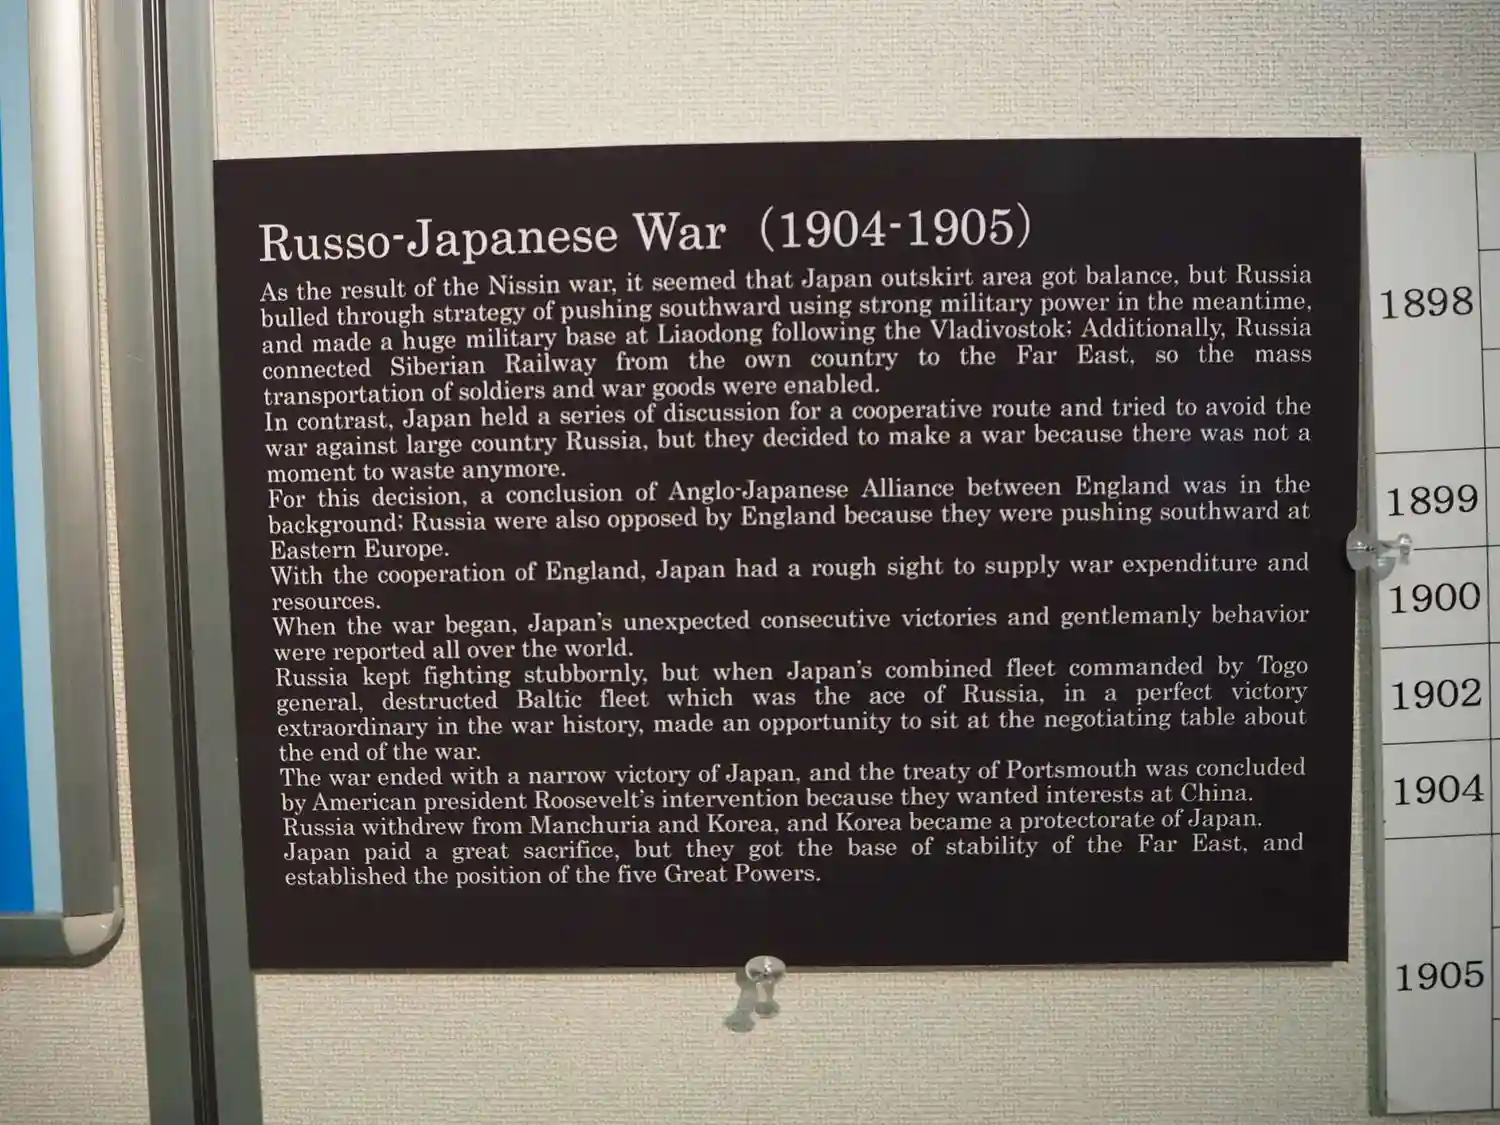 Russo-Japanese War（1904-1905）
As the result of the Nissin war, it seemed that Japan outskirt area got balance, but Russia
bulled through strategy of pushing southward using strong military power in the meantime,
and made a huge military base at Liaodong following the Vladivostok; Additionally, Russia
connected Siberian Railway from the own country to the Far East, so the mass
transportation of soldiers and war goods were enabled.
In contrast, Japan held a series of discussion for a cooperative route and tried to avoid the
war against large country Russia, but they decided to make a war because there was not a
moment to waste anymore.
For this decision, a conclusion of Anglo-Japanese Alliance between England was in the
background; Russia were also opposed by England because they were pushing southward at
Eastern Europe.
With the cooperation of England, Japan had a rough sight to supply war expenditure and
resources.
When the war began, Japan's unexpected consecutive victories and gentlemanly behavior
were reported all over the world.
Russia kept fighting stubbornly, but when Japan's combined fleet commanded by Togo
general, destructed Baltic fleet which was the ace of Russia, in a perfect victory
extraordinary in the war history, made an opportunity to sit at the negotiating table about
the end of the war.
The war ended with a narrow victory of Japan, and the treaty of Portsmouth was concluded
by American president Roosevelt's intervention because they wanted interests at China.
Russia withdrew from Manchuria and Korea, and Korea became a protectorate of Japan.
Japan paid a great sacrifice, but they got the base of stability of the Far East, and
established the position of the five Great Powers.
1898
1899
1900
1902
1904
1905